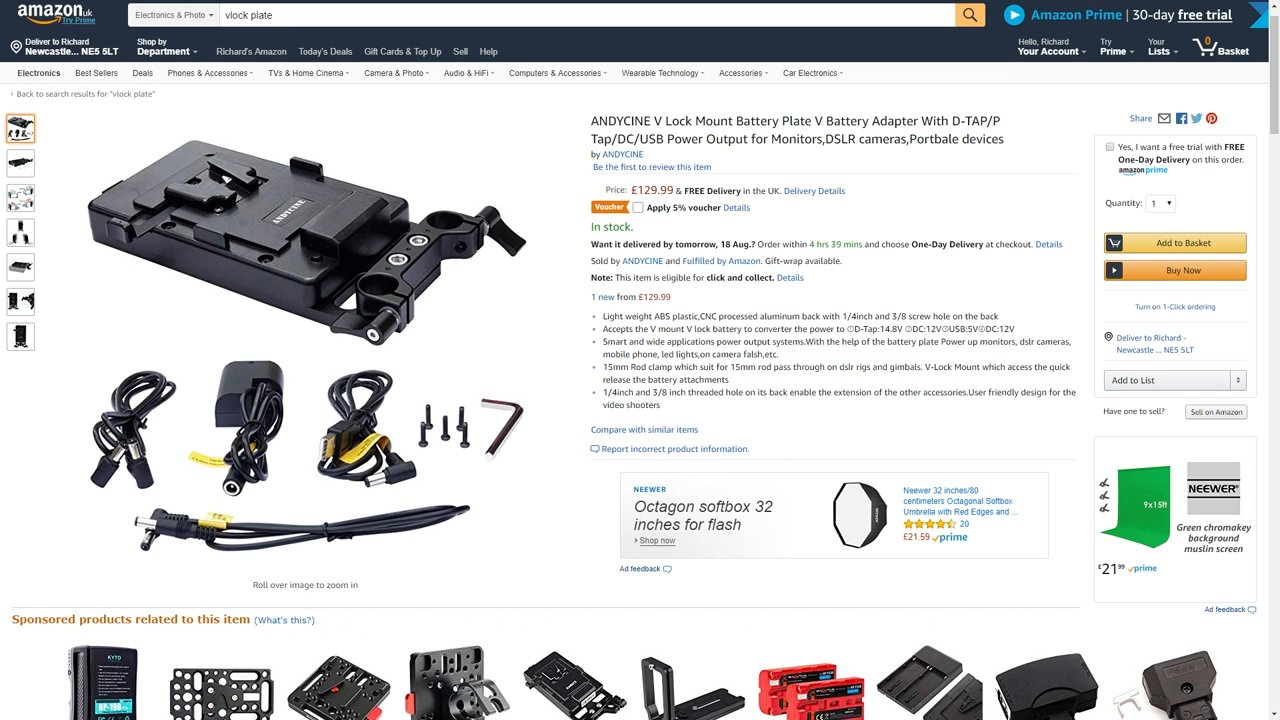 amazon.uk
Try Prime
Electronics & Photo
vlock plate
Amazon Prime | 30-day free trial
Deliver to Richard
Newcastle... NE5 5LT
Shop by
Department
Richard's Amazon
Today's Deals
Gift Cards & Top Up
Sell
Help
Hello, Richard
Your Account
Try
Prime
Your
Lists
0
Basket
Electronics
Best Sellers
Deals
Phones & Accessories
TVs & Home Cinema
Camera & Photo
Audio & HiFi
Computers & Accessories
Wearable Technology
Accessories
Car Electronics
‹ Back to search results for "vlock plate"
ANDYCINE
Roll over image to zoom in
ANDYCINE V Lock Mount Battery Plate V Battery Adapter With D-TAP/P
Tap/DC/USB Power Output for Monitors,DSLR cameras,Portbale devices
by ANDYCINE
Be the first to review this item
Price: £129.99 & FREE Delivery in the UK. Delivery Details
Voucher Apply 5% voucher Details
In stock.
Want it delivered by tomorrow, 18 Aug.? Order within 4 hrs 39 mins and choose One-Day Delivery at checkout. Details
Sold by ANDYCINE and Fulfilled by Amazon. Gift-wrap available.
Note: This item is eligible for click and collect. Details
1 new from £129.99
Light weight ABS plastic,CNC processed aluminum back with 1/4inch and 3/8 screw hole on the back
Accepts the V mount V lock battery to converter the power to ①D-Tap:14.8V ②DC:12V③USB:5V④DC:12V
Smart and wide applications power output systems.With the help of the battery plate Power up monitors, dslr cameras,
mobile phone, led lights,on camera falsh,etc.
15mm Rod clamp which suit for 15mm rod pass through on dslr rigs and gimbals. V-Lock Mount which access the quick
release the battery attachments
1/4inch and 3/8 inch threaded hole on its back enable the extension of the other accessories.User friendly design for the
video shooters
Compare with similar items
Report incorrect product information.
NEEWER
Octagon softbox 32
inches for flash
› Shop now
Neewer 32 inches/80
centimeters Octagonal Softbox
Umbrella with Red Edges and ...
20
£21.59 prime
Ad feedback
Share
Yes, I want a free trial with FREE
One-Day Delivery on this order.
amazon prime
Quantity: 1
Add to Basket
Buy Now
Turn on 1-Click ordering
Deliver to Richard -
Newcastle ... NE5 5LT
Add to List
Have one to sell?
Sell on Amazon
9x15ft
NEEWER
Green chromakey
background
muslin screen
£21⁹⁹ prime
Ad feedback
Sponsored products related to this item (What's this?)
KYTD